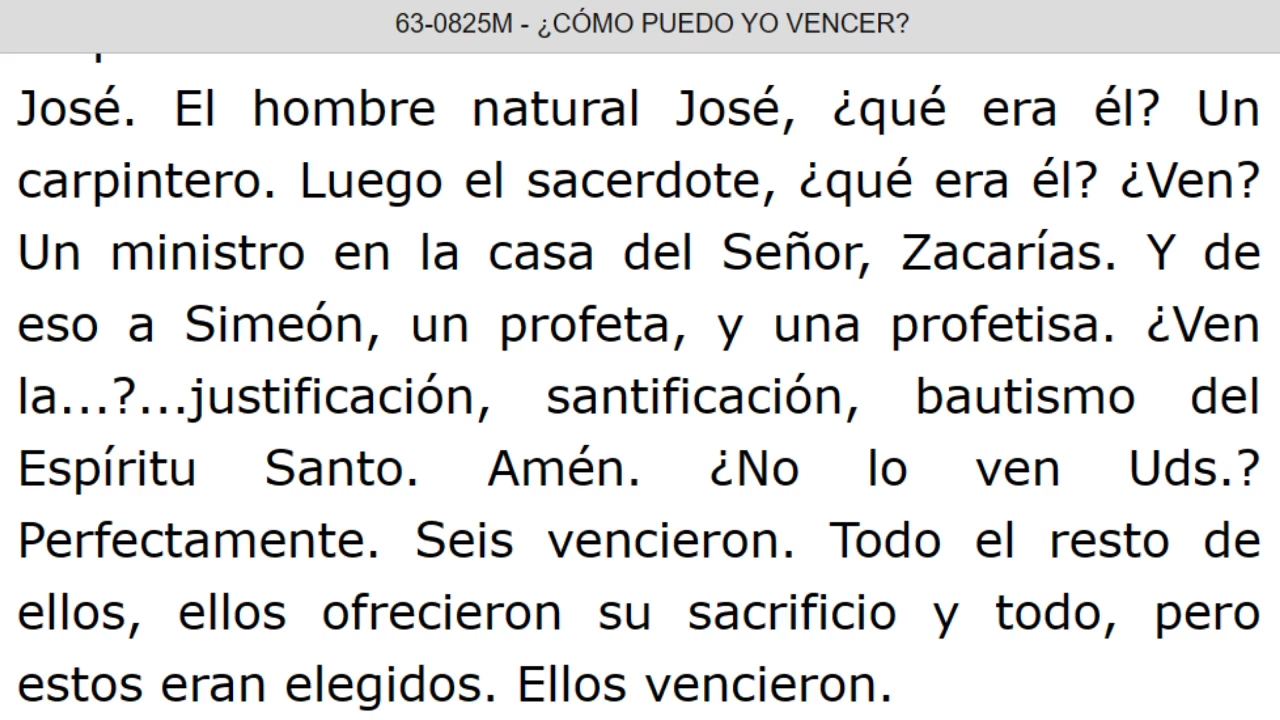 63-0825M - ¿CÓMO PUEDO YO VENCER?
José. El hombre natural José, ¿qué era él? Un
carpintero. Luego el sacerdote, ¿qué era él? ¿Ven?
Un ministro en la casa del Señor, Zacarías. Y de
eso a Simeón, un profeta, y una profetisa. ¿Ven
la...?...justificación, santificación, bautismo del
Espíritu Santo. Amén. ¿No lo ven Uds.?
Perfectamente. Seis vencieron. Todo el resto de
ellos, ellos ofrecieron su sacrificio y todo, pero
estos eran elegidos. Ellos vencieron.